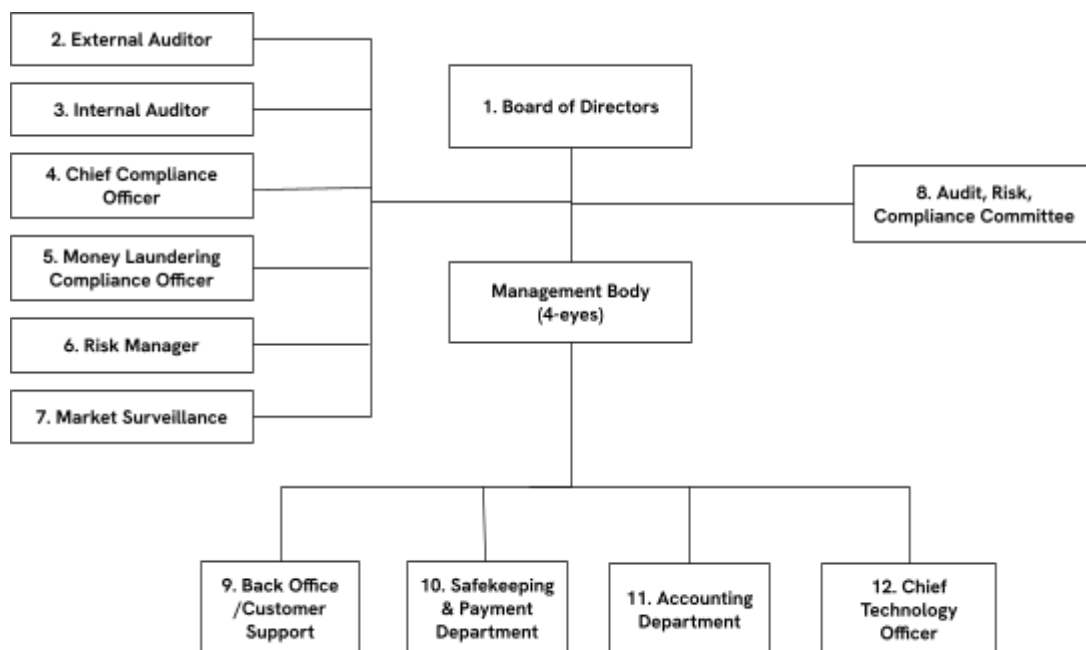 2. External Auditor
3. Internal Auditor
4. Chief Compliance
Officer
5. Money Laundering
Compliance Officer
6. Risk Manager
7. Market Surveillance
1. Board of Directors
8. Audit, Risk,
Compliance Committee
Management Body
(4-eyes)
9. Back Office
/Customer
Support
10. Safekeeping
& Payment
Department
11. Accounting
Department
12. Chief
Technology
Officer